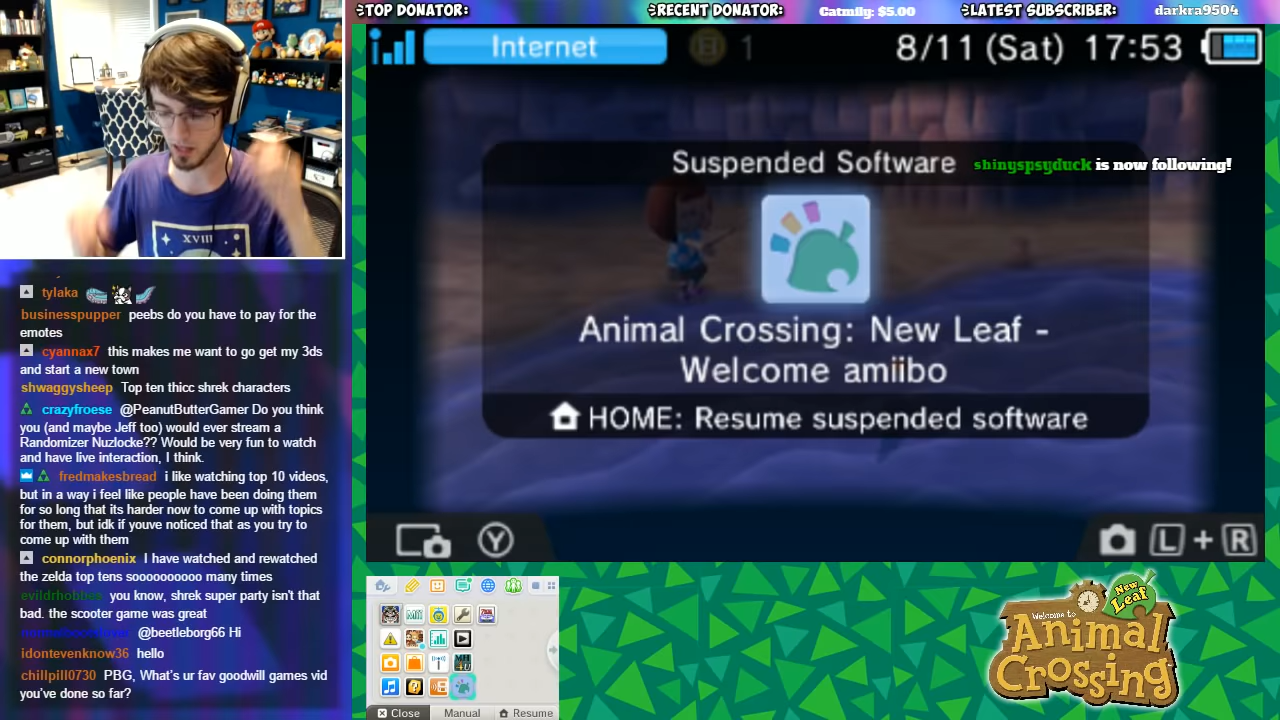 TOP DONATOR:
RECENT DONATOR:
Catmily: $5.00
LATEST SUBSCRIBER:
darkra9504
Internet
1
8/11 (Sat) 17:53
Suspended Software
shinyspsyduck is now following!
Animal Crossing: New Leaf -
Welcome amiibo
HOME: Resume suspended software
Y
L + R
XVIII
tylaka
businesspupper peebs do you have to pay for the
emotes
cyannax7 this makes me want to go get my 3ds
and start a new town
shwaggysheep Top ten thicc shrek characters
crazyfroese @PeanutButterGamer Do you think
you (and maybe Jeff too) would ever stream a
Randomizer Nuzlocke?? Would be very fun to watch
and have live interaction, I think.
fredmakesbread i like watching top 10 videos,
but in a way i feel like people have been doing them
for so long that its harder now to come up with topics
for them, but idk if youve noticed that as you try to
come up with them
connorphoenix I have watched and rewatched
the zelda top tens soooooooooo many times
evildrhobbes you know, shrek super party isn't that
bad. the scooter game was great
@beetleborg66 Hi
idontevenknow36 hello
chillpill0730 PBG, What's ur fav goodwill games vid
you've done so far?
Close
Manual
Resume
Welcome to
New
Leaf
Animal
Crossing